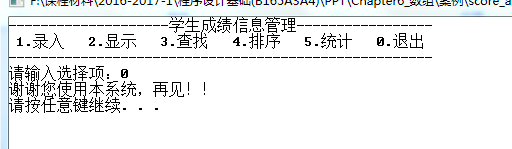 F:\课程材料\2016-2017-1\程序设计基础(B165A3A4)\PPT\Chapter6_数组\案例\score_a
--------------------学生成绩信息管理-----------------
1.录入 2.显示 3.查找 4.排序 5.统计 0.退出
-----------------------------------------------------
请输入选择项：0
谢谢您使用本系统，再见！！
请按任意键继续. . .